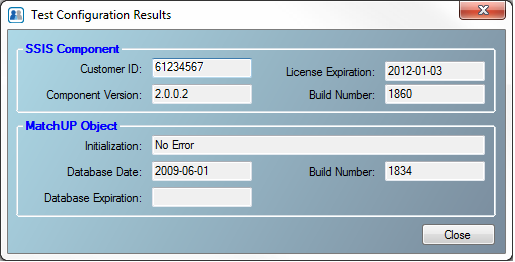 Test Configuration Results
SSIS Component
Customer ID: 61234567 License Expiration: 2012-01-03
Component Version: 2.0.0.2 Build Number: 1860
MatchUP Object
Initialization: No Error
Database Date: 2009-06-01 Build Number: 1834
Database Expiration:
Close